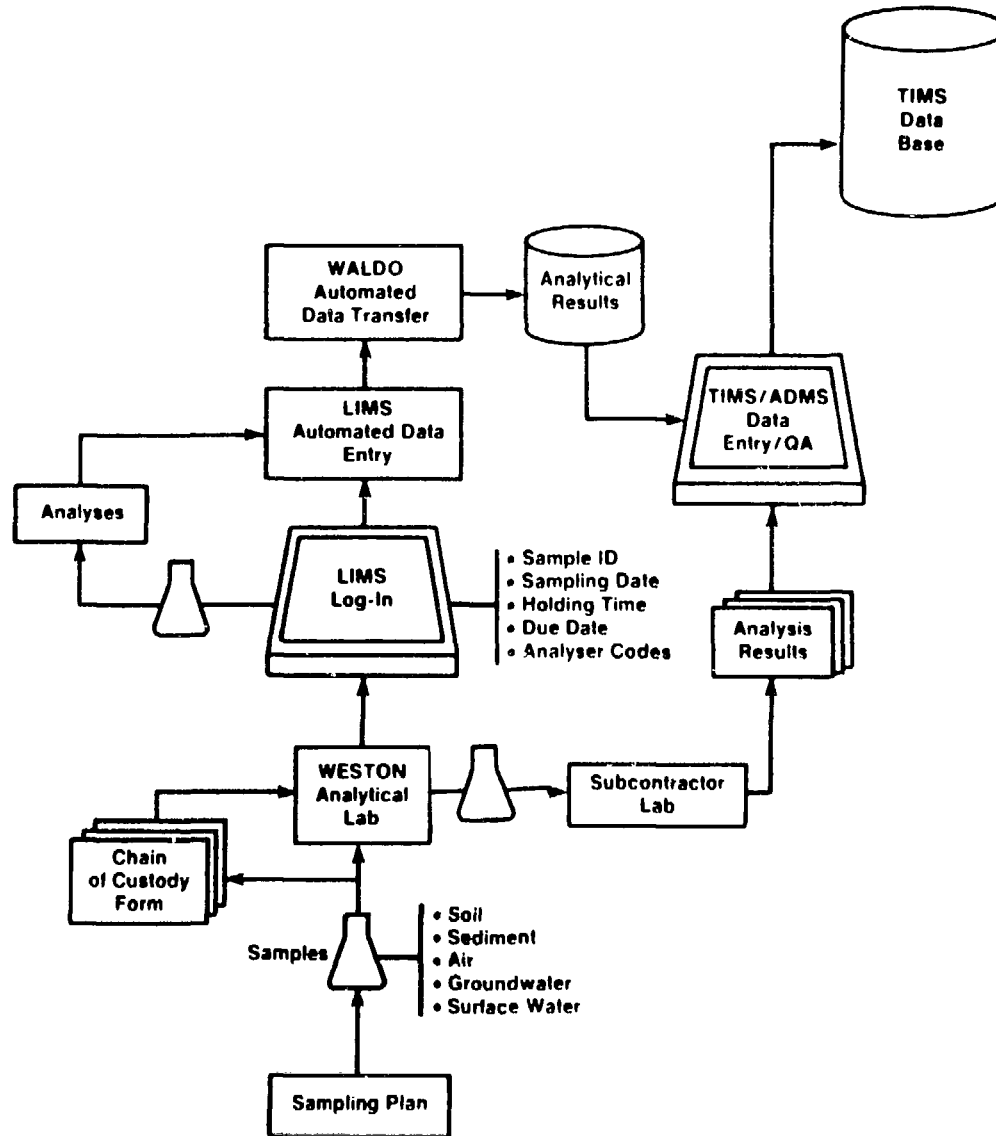 TIMS
Data
Base
WALDO
Automated
Data Transfer
Analytical
Results
LIMS
Automated Data
Entry
TIMS/ADMS
Data
Entry/QA
Analyses
LIMS
Log-In
• Sample ID
• Sampling Date
• Holding Time
• Due Date
• Analyser Codes
Analysis
Results
WESTON
Analytical
Lab
Subcontractor
Lab
Chain
of Custody
Form
Samples
• Soil
• Sediment
• Air
• Groundwater
• Surface Water
Sampling Plan